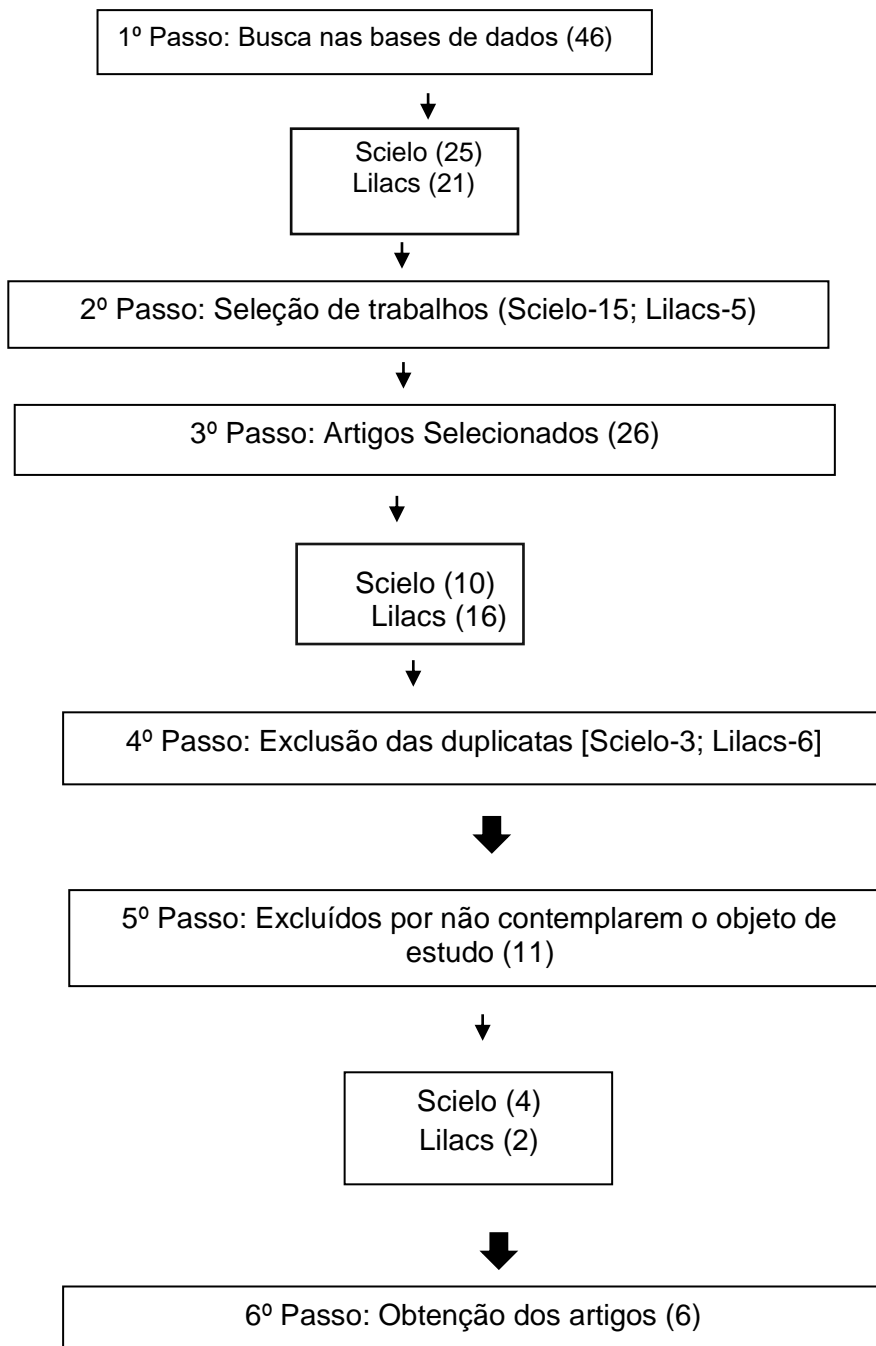 1º Passo: Busca nas bases de dados (46)
Scielo (25)
Lilacs (21)
2º Passo: Seleção de trabalhos (Scielo-15; Lilacs-5)
3º Passo: Artigos Selecionados (26)
Scielo (10)
Lilacs (16)
4º Passo: Exclusão das duplicatas [Scielo-3; Lilacs-6]
5º Passo: Excluídos por não contemplarem o objeto de
estudo (11)
Scielo (4)
Lilacs (2)
6º Passo: Obtenção dos artigos (6)